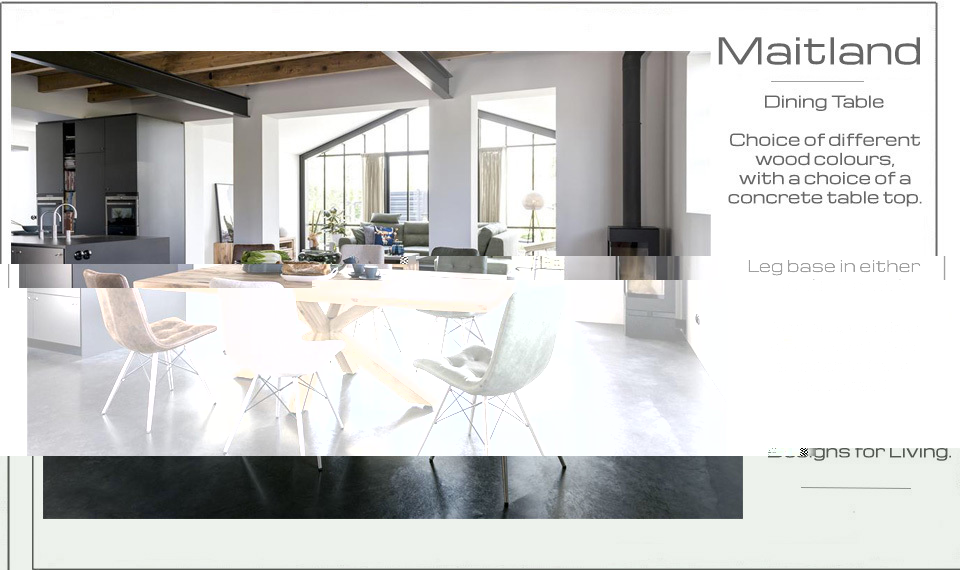 Maitland
Dining Table
Choice of different
wood colours,
with a choice of a
concrete table top.
Leg base in either
for Living.